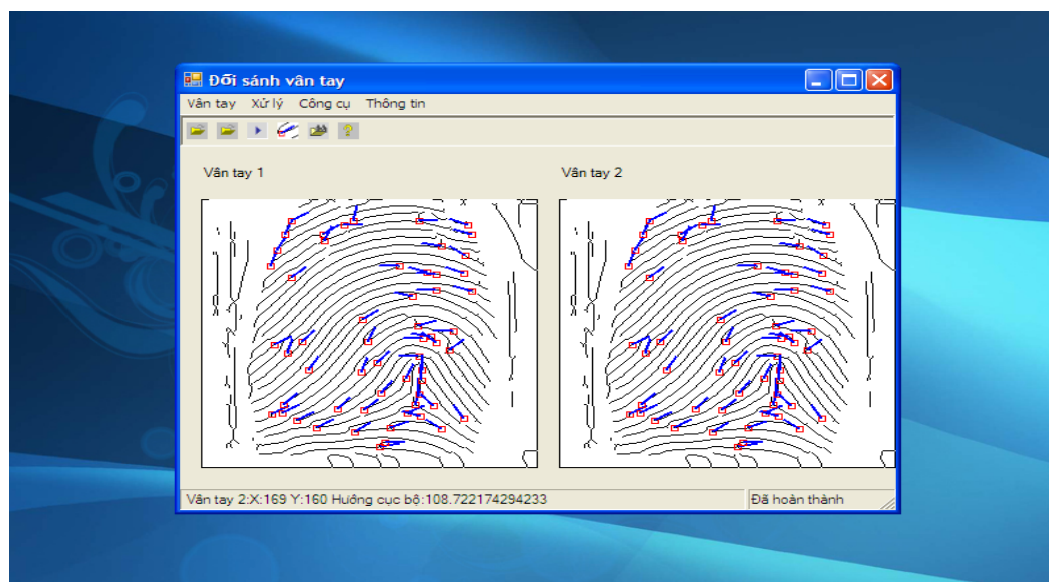 Đối sánh vân tay
Vân tay Xử lý Công cụ Thông tin
Vân tay 1
Vân tay 2
Vân tay 2:X:169 Y:160 Hướng cục bộ:108.722174294233
Đã hoàn thành